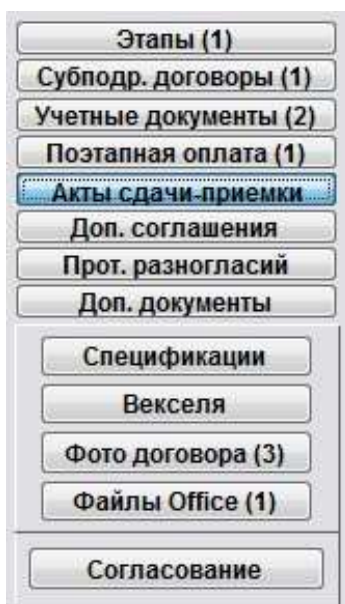 Этапы (1)
Субподр. договоры (1)
Учетные документы (2)
Поэтапная оплата (1)
Акты сдачи-приемки
Доп. соглашения
Прот. разногласий
Доп. документы
Спецификации
Векселя
Фото договора (3)
Файлы Office (1)
Согласование